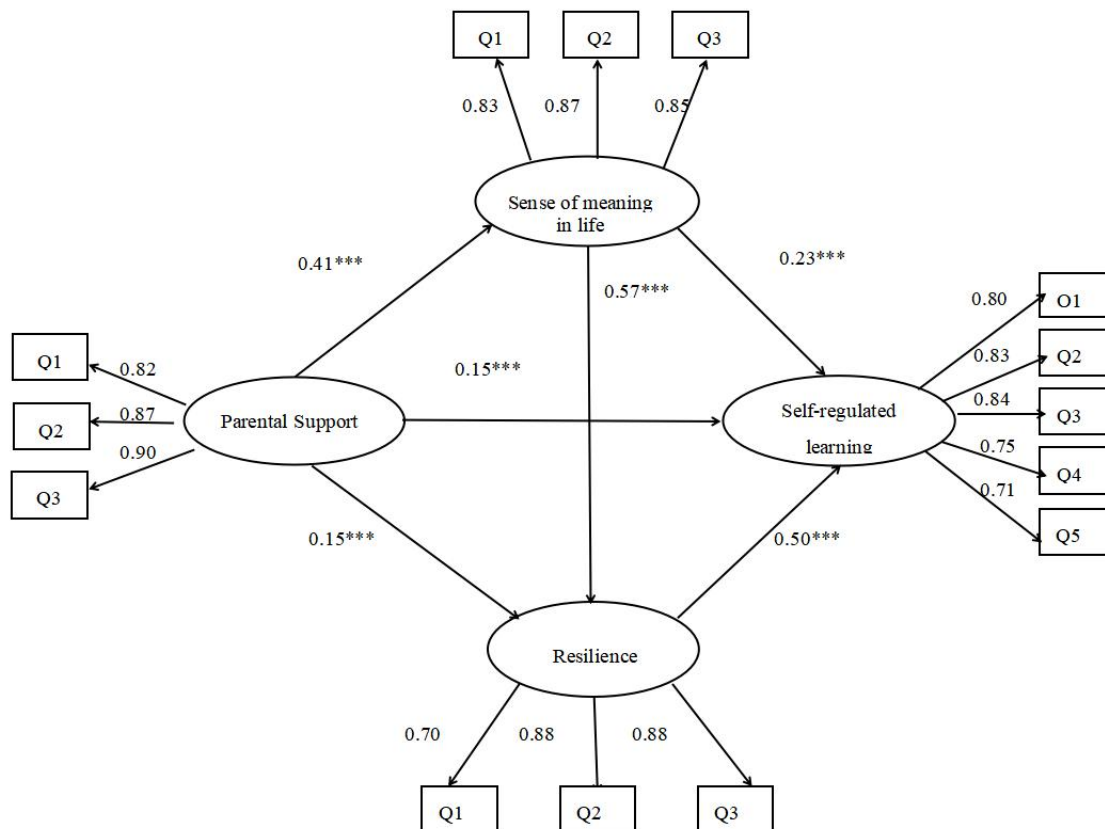 Q1
Q2
Q3
0.83
0.87
0.85
Sense of meaning
in life
0.41***
0.57***
0.23***
0.80
O1
Q1
0.82
0.15***
0.83
Q2
Q2
0.87
Parental Support
Self-regulated
learning
0.84
Q3
0.90
0.75
Q4
Q3
0.71
0.15***
0.50***
Q5
Resilience
0.70
0.88
0.88
Q1
Q2
Q3